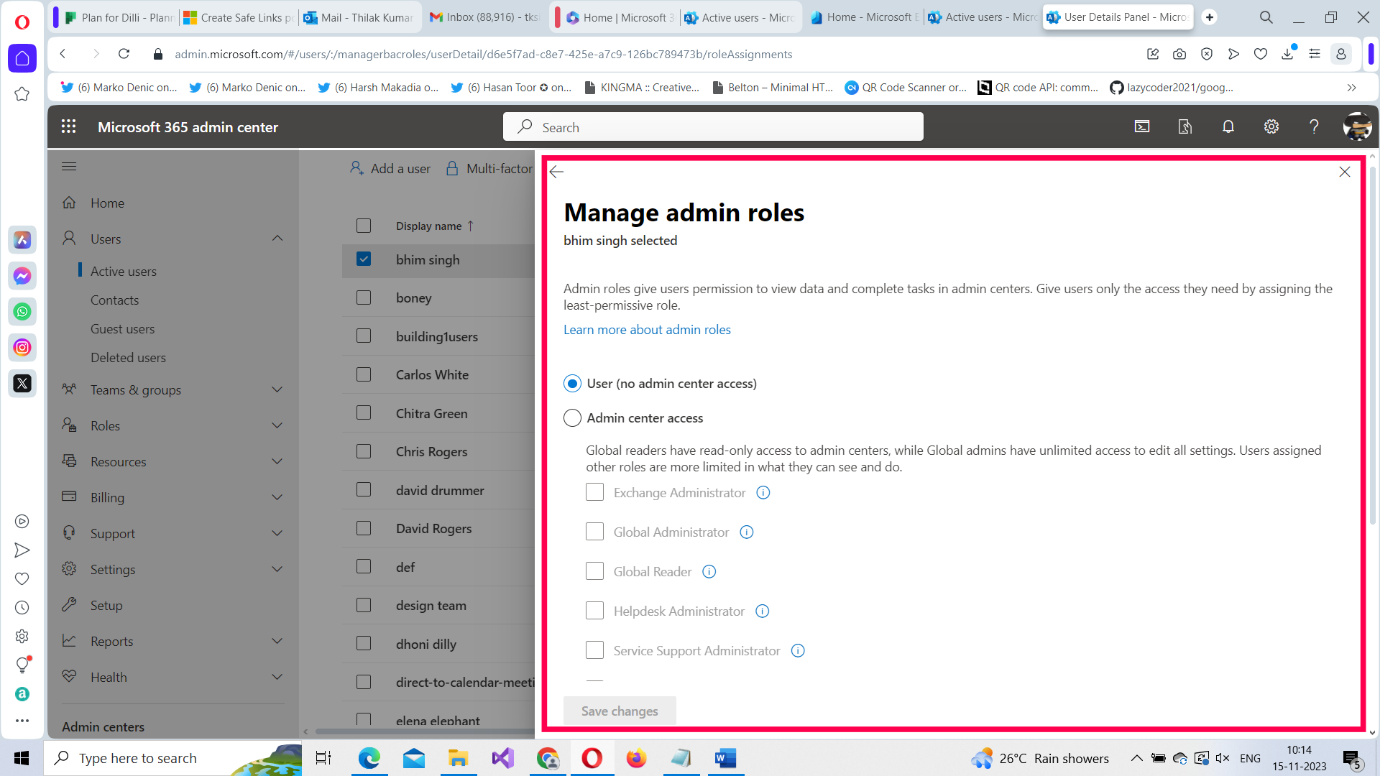 Plan for Dilli - Plann
Create Safe Links po
Mail - Thilak Kumar
Inbox (88,916) - tks
Home | Microsoft 3
Active users - Micro
Home - Microsoft E
Active users - Micro
User Details Panel - Micros
admin.microsoft.com/#/users/:/managerbacroles/userDetail/d6e5f7ad-c8e7-425e-a7c9-126bc789473b/roleAssignments
(6) Marko Denic on...
(6) Marko Denic on...
(6) Harsh Makadia o...
(6) Hasan Toor ✪ on...
KINGMA :: Creative...
Belton – Minimal HT...
QR Code Scanner or...
QR code API: comm...
lazycoder2021/goog...
Microsoft 365 admin center
Search
Home
Users
Active users
Contacts
Guest users
Deleted users
Teams & groups
Roles
Resources
Billing
Support
Settings
Setup
Reports
Health
Admin centers
Add a user
Multi-factor
Display name ↑
bhim singh
boney
building1users
Carlos White
Chitra Green
Chris Rogers
david drummer
David Rogers
def
design team
dhoni dilly
direct-to-calendar-meeti
elena elephant
Manage admin roles
bhim singh selected
Admin roles give users permission to view data and complete tasks in admin centers. Give users only the access they need by assigning the
least-permissive role.
Learn more about admin roles
User (no admin center access)
Admin center access
Global readers have read-only access to admin centers, while Global admins have unlimited access to edit all settings. Users assigned
other roles are more limited in what they can see and do.
Exchange Administrator
Global Administrator
Global Reader
Helpdesk Administrator
Service Support Administrator
Save changes
Type here to search
26°C Rain showers
ENG
10:14
15-11-2023
5